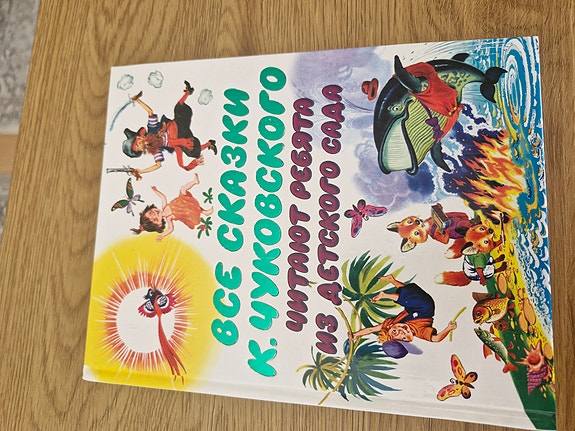 ВСЕ СКАЗКИ
К. ЧУКОВСКОГО
ЧИТАЮТ РЕБЯТА
ИЗ ДЕТСКОГО САДА